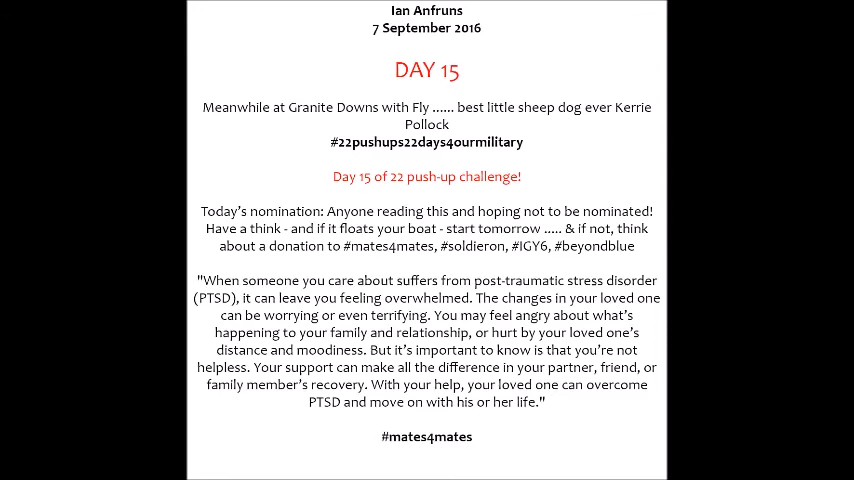 Ian Anfruns
7 September 2016
DAY 15
Meanwhile at Granite Downs with Fly ...... best little sheep dog ever Kerrie
Pollock
#22pushups22days4ourmilitary
Day 15 of 22 push-up challenge!
Today's nomination: Anyone reading this and hoping not to be nominated!
Have a think - and if it floats your boat - start tomorrow ..... & if not, think
about a donation to #mates4mates, #soldieron, #IGY6, #beyondblue
"When someone you care about suffers from post-traumatic stress disorder
(PTSD), it can leave you feeling overwhelmed. The changes in your loved one
can be worrying or even terrifying. You may feel angry about what's
happening to your family and relationship, or hurt by your loved one's
distance and moodiness. But it's important to know is that you're not
helpless. Your support can make all the difference in your partner, friend, or
family member's recovery. With your help, your loved one can overcome
PTSD and move on with his or her life."
#mates4mates